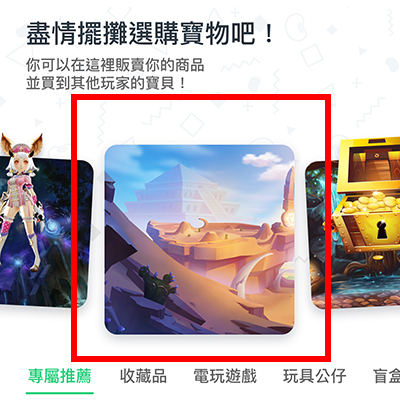 盡情擺攤選購寶物吧！
你可以在這裡販賣你的商品
並買到其他玩家的寶貝！
專屬推薦 收藏品 電玩遊戲 玩具公仔 盲盒